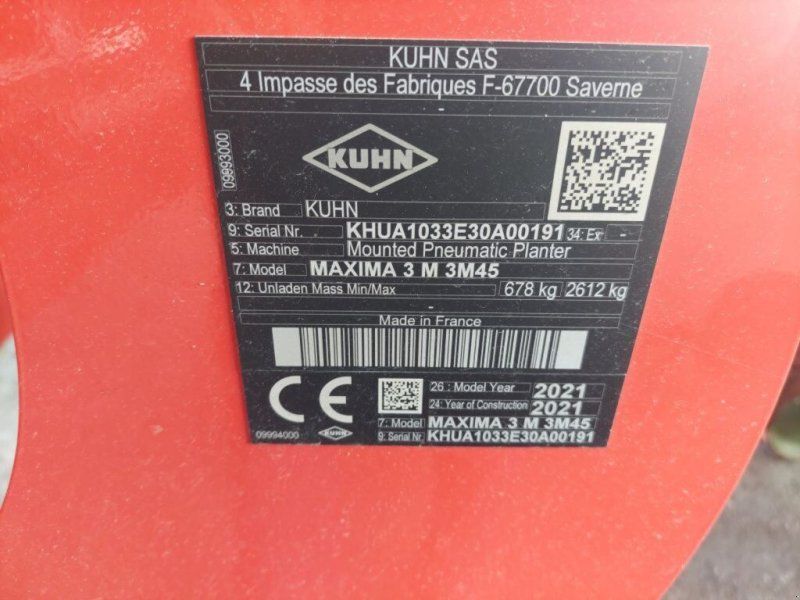 KUHN SAS
4 Impasse des Fabriques F-67700 Saverne
09993000
KUHN
3: Brand KUHN
9: Serial Nr. KHUA1033E30A00191 34: Ex -
5: Machine Mounted Pneumatic Planter
7: Model MAXIMA 3 M 3M45
12: Unladen Mass Min/Max 678 kg 2612 kg
Made in France
CE
26: Model Year 2021
24: Year of Construction 2021
7: Model MAXIMA 3 M 3M45
09994000 KUHN 9: Serial Nr. KHUA1033E30A00191